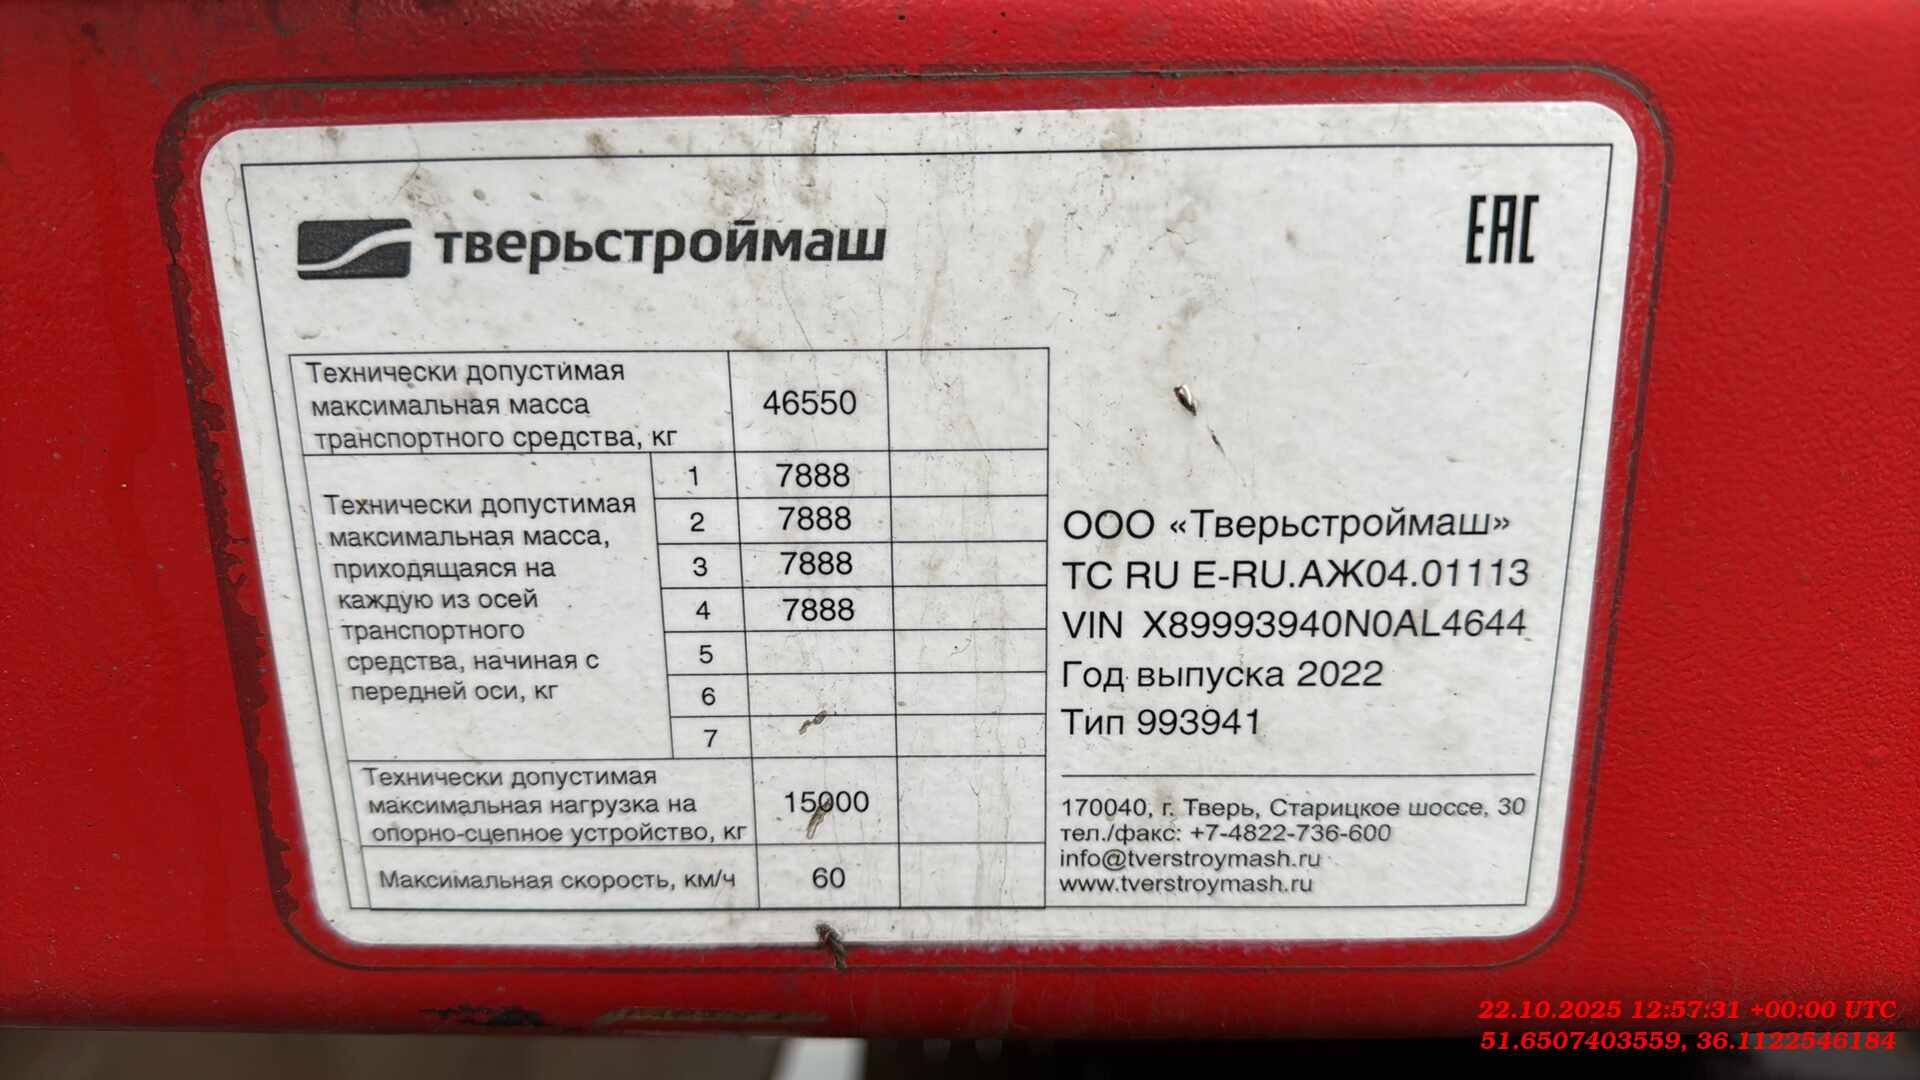 тверьстроймаш
EAC
Технически допустимая
максимальная масса
транспортного средства, кг
46550
Технически допустимая
максимальная масса,
приходящаяся на
каждую из осей
транспортного
средства, начиная с
передней оси, кг
1 7888
2 7888
3 7888
4 7888
5
6
7
Технически допустимая
максимальная нагрузка на
опорно-сцепное устройство, кг
15000
Максимальная скорость, км/ч 60
ООО «Тверьстроймаш»
ТС RU E-RU.АЖ04.01113
VIN X89993940N0AL4644
Год выпуска 2022
Тип 993941
170040, г. Тверь, Старицкое шоссе, 30
тел./факс: +7-4822-736-600
info@tverstroymash.ru
www.tverstroymash.ru
22.10.2025 12:57:31 +00:00 UTC
51.6507403559, 36.1122546184